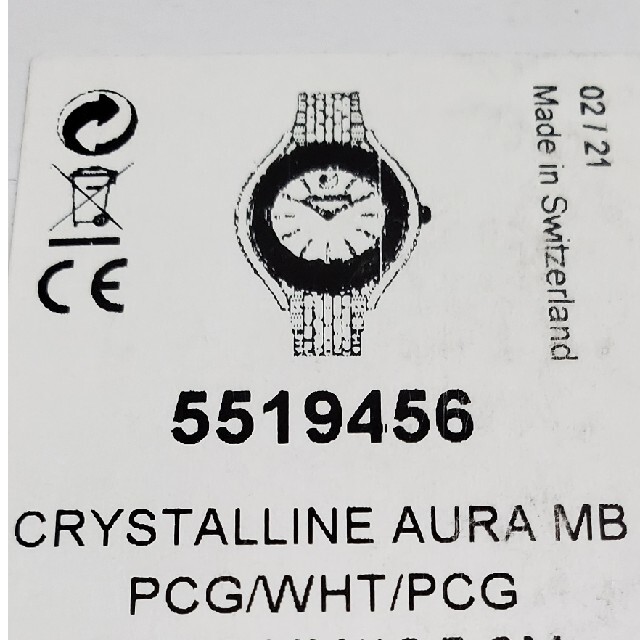 02 / 21
Made in Switzerland
CE
5519456
CRYSTALLINE AURA MB
PCG/WHT/PCG